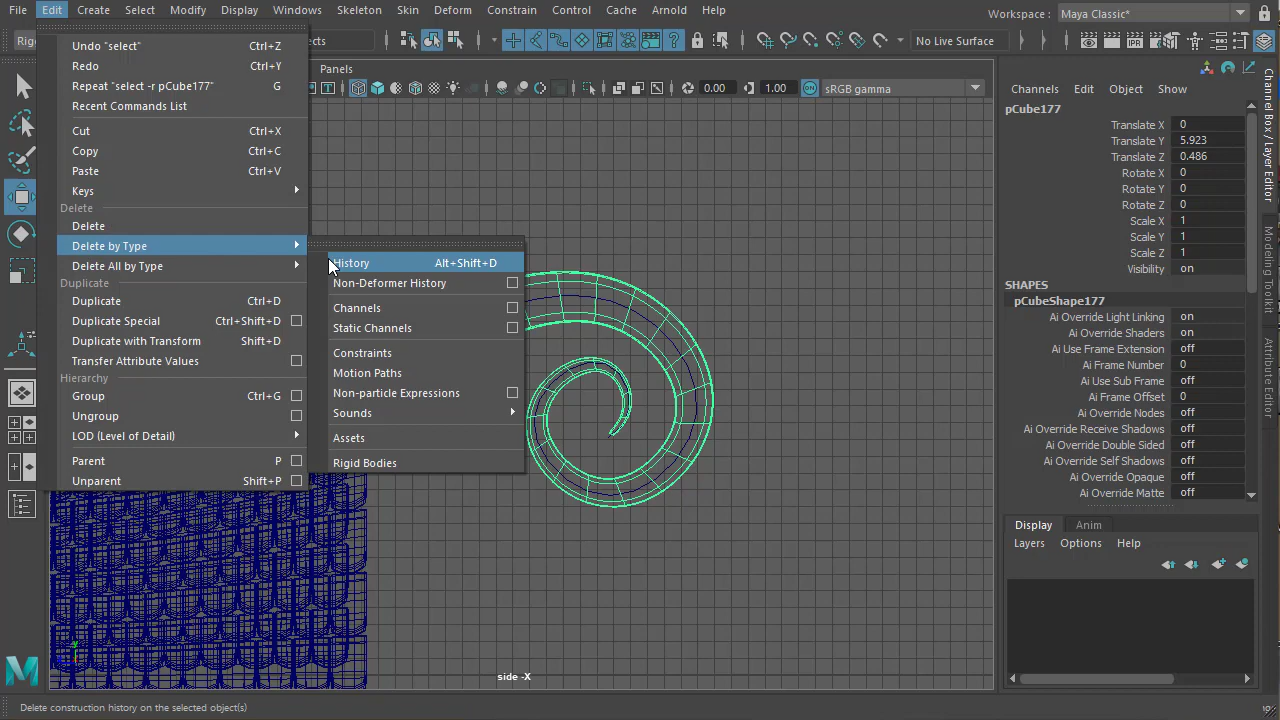 File Edit Create Select Modify Display Windows Skeleton Skin Deform Constrain Control Cache Arnold Help
Workspace: Maya Classic*
No Live Surface
Panels
0.00 1.00 sRGB gamma
Undo "select" Ctrl+Z
Redo Ctrl+Y
Repeat "select -r pCube177" G
Recent Commands List
Cut Ctrl+X
Copy Ctrl+C
Paste Ctrl+V
Keys
Delete
Delete
Delete by Type
Delete All by Type
Duplicate
Duplicate Ctrl+D
Duplicate Special Ctrl+Shift+D
Duplicate with Transform Shift+D
Transfer Attribute Values
Hierarchy
Group Ctrl+G
Ungroup
LOD (Level of Detail)
Parent P
Unparent Shift+P
History Alt+Shift+D
Non-Deformer History
Channels
Static Channels
Constraints
Motion Paths
Non-particle Expressions
Sounds
Assets
Rigid Bodies
side -X
Channels Edit Object Show
pCube177
Translate X 0
Translate Y 5.923
Translate Z 0.486
Rotate X 0
Rotate Y 0
Rotate Z 0
Scale X 1
Scale Y 1
Scale Z 1
Visibility on
SHAPES
pCubeShape177
Ai Override Light Linking on
Ai Override Shaders on
Ai Use Frame Extension off
Ai Frame Number 0
Ai Use Sub Frame off
Ai Frame Offset 0
Ai Override Nodes off
Ai Override Receive Shadows off
Ai Override Double Sided off
Ai Override Self Shadows off
Ai Override Opaque off
Ai Override Matte off
Display Anim
Layers Options Help
Channel Box / Layer Editor
Modeling Toolkit
Attribute Editor
Delete construction history on the selected object(s)